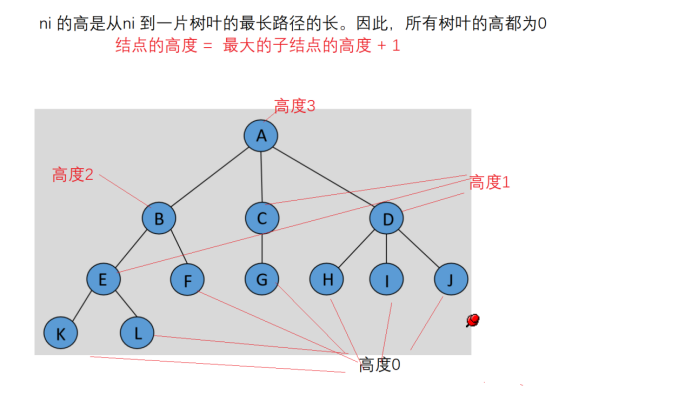 ni 的高是从ni 到一片树叶的最长路径的长。因此，所有树叶的高都为0
结点的高度 = 最大的子结点的高度 + 1
高度3
A
高度2
高度1
B C D
E F G H I J
K L
高度0